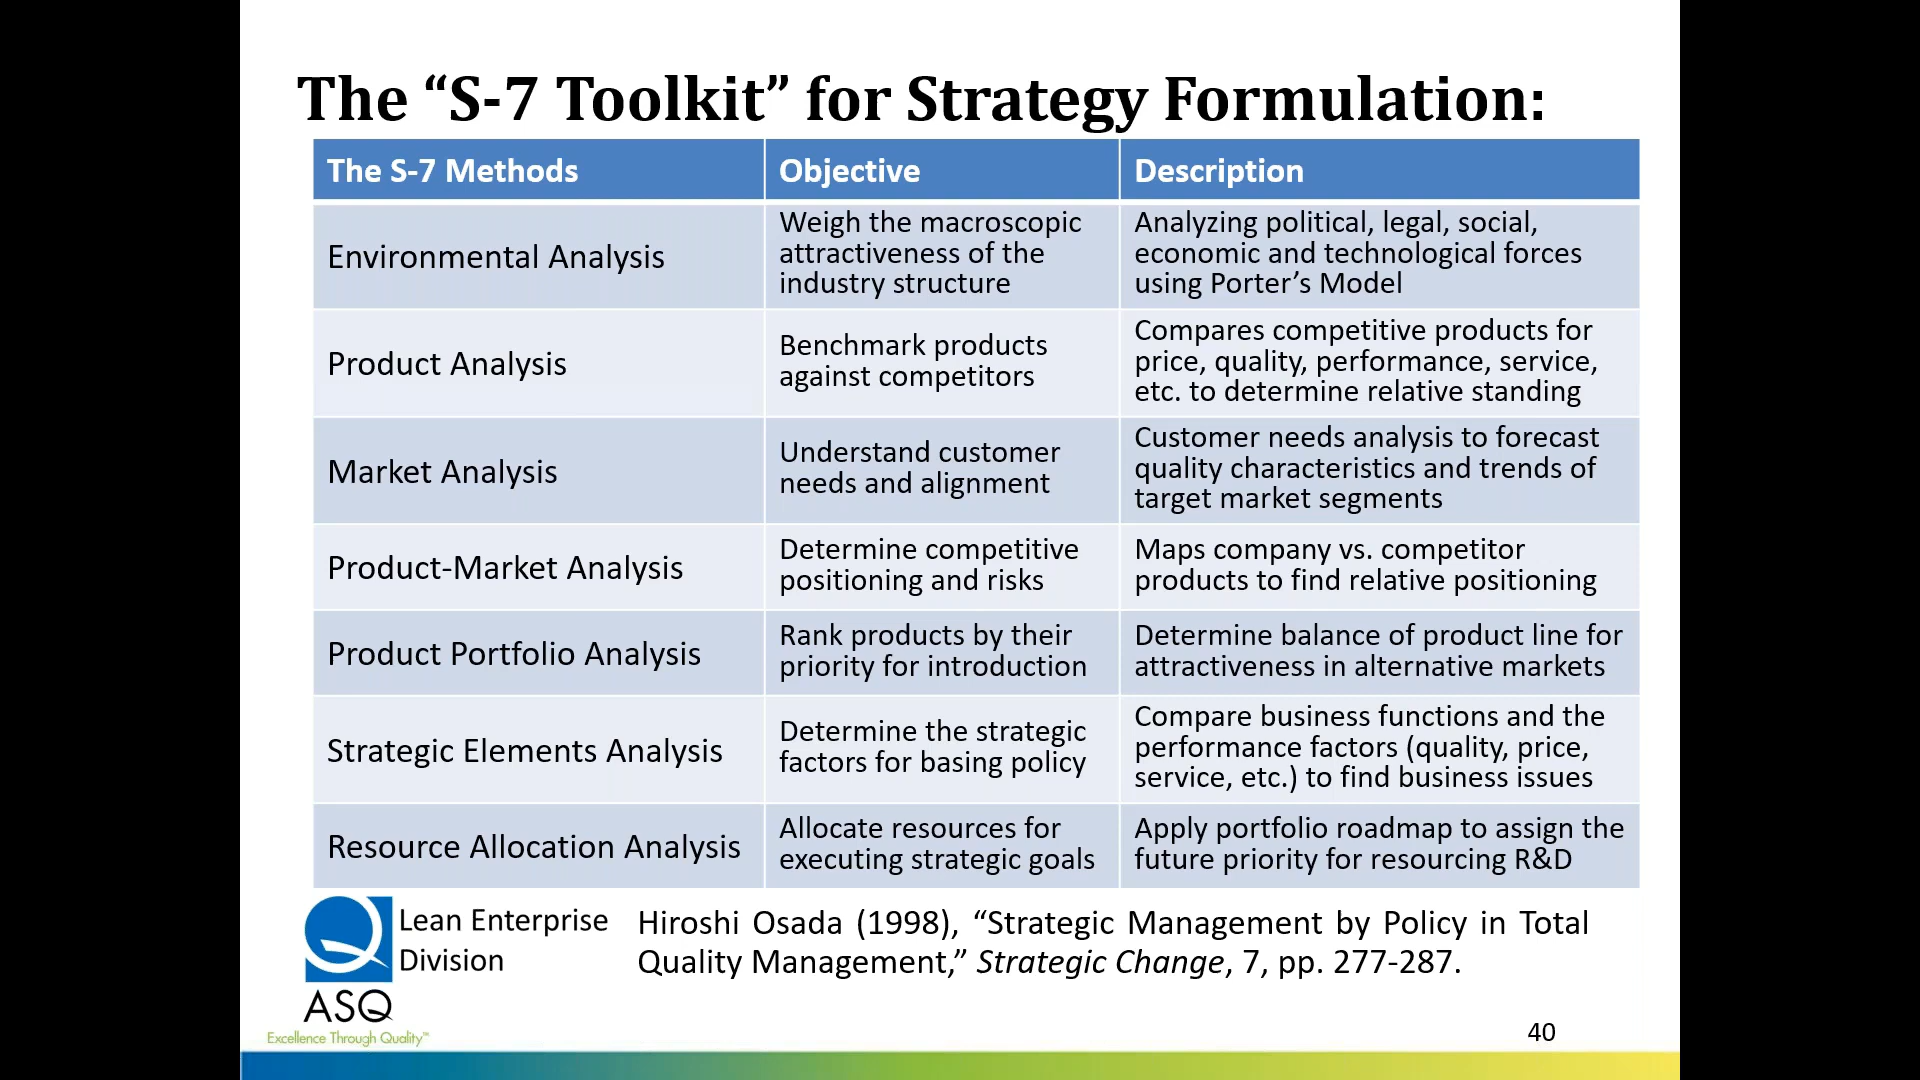 The “S-7 Toolkit” for Strategy Formulation:
The S-7 Methods
Objective
Description
Environmental Analysis
Weigh the macroscopic
attractiveness of the
industry structure
Analyzing political, legal, social,
economic and technological forces
using Porter’s Model
Product Analysis
Benchmark products
against competitors
Compares competitive products for
price, quality, performance, service,
etc. to determine relative standing
Market Analysis
Understand customer
needs and alignment
Customer needs analysis to forecast
quality characteristics and trends of
target market segments
Product-Market Analysis
Determine competitive
positioning and risks
Maps company vs. competitor
products to find relative positioning
Product Portfolio Analysis
Rank products by their
priority for introduction
Determine balance of product line for
attractiveness in alternative markets
Strategic Elements Analysis
Determine the strategic
factors for basing policy
Compare business functions and the
performance factors (quality, price,
service, etc.) to find business issues
Resource Allocation Analysis
Allocate resources for
executing strategic goals
Apply portfolio roadmap to assign the
future priority for resourcing R&D
Lean Enterprise
Division
ASQ
Excellence Through Quality™
Hiroshi Osada (1998), “Strategic Management by Policy in Total
Quality Management,” Strategic Change, 7, pp. 277-287.
40